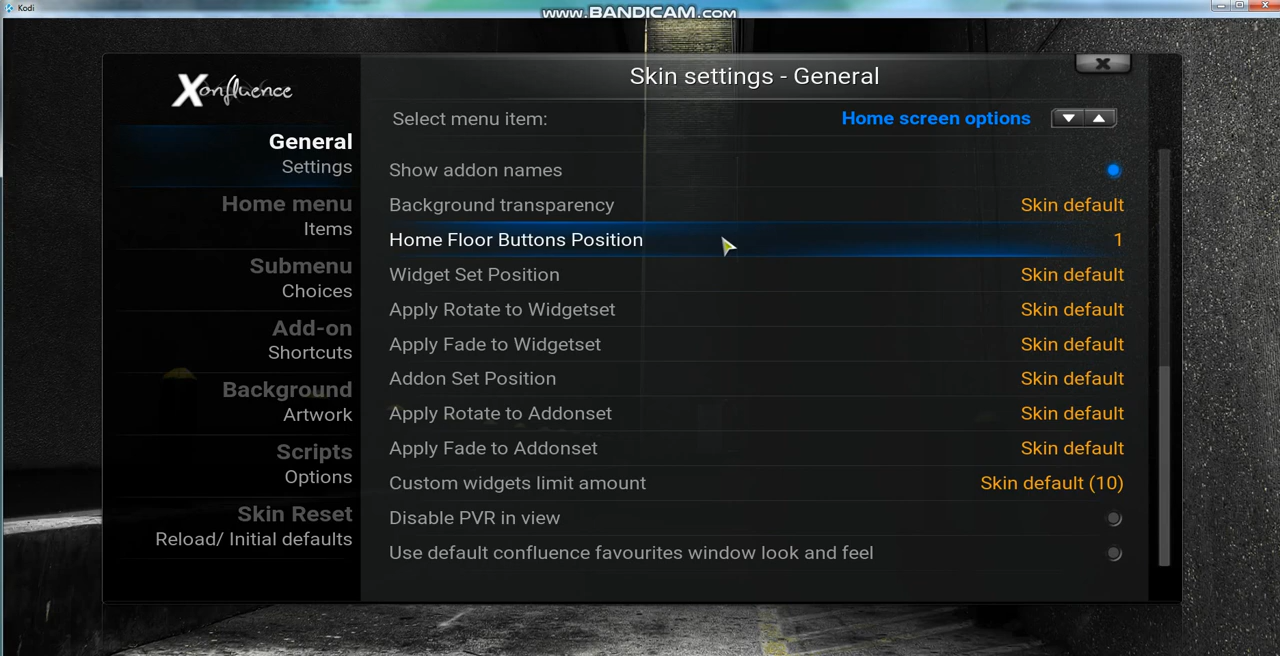 Kodi
www.BANDICAM.com
Xonfluence
Skin settings - General
Select menu item: Home screen options
General
Settings
Home menu
Items
Submenu
Choices
Add-on
Shortcuts
Background
Artwork
Scripts
Options
Skin Reset
Reload/ Initial defaults
Show addon names
Background transparency Skin default
Home Floor Buttons Position 1
Widget Set Position Skin default
Apply Rotate to Widgetset Skin default
Apply Fade to Widgetset Skin default
Addon Set Position Skin default
Apply Rotate to Addonset Skin default
Apply Fade to Addonset Skin default
Custom widgets limit amount Skin default (10)
Disable PVR in view
Use default confluence favourites window look and feel